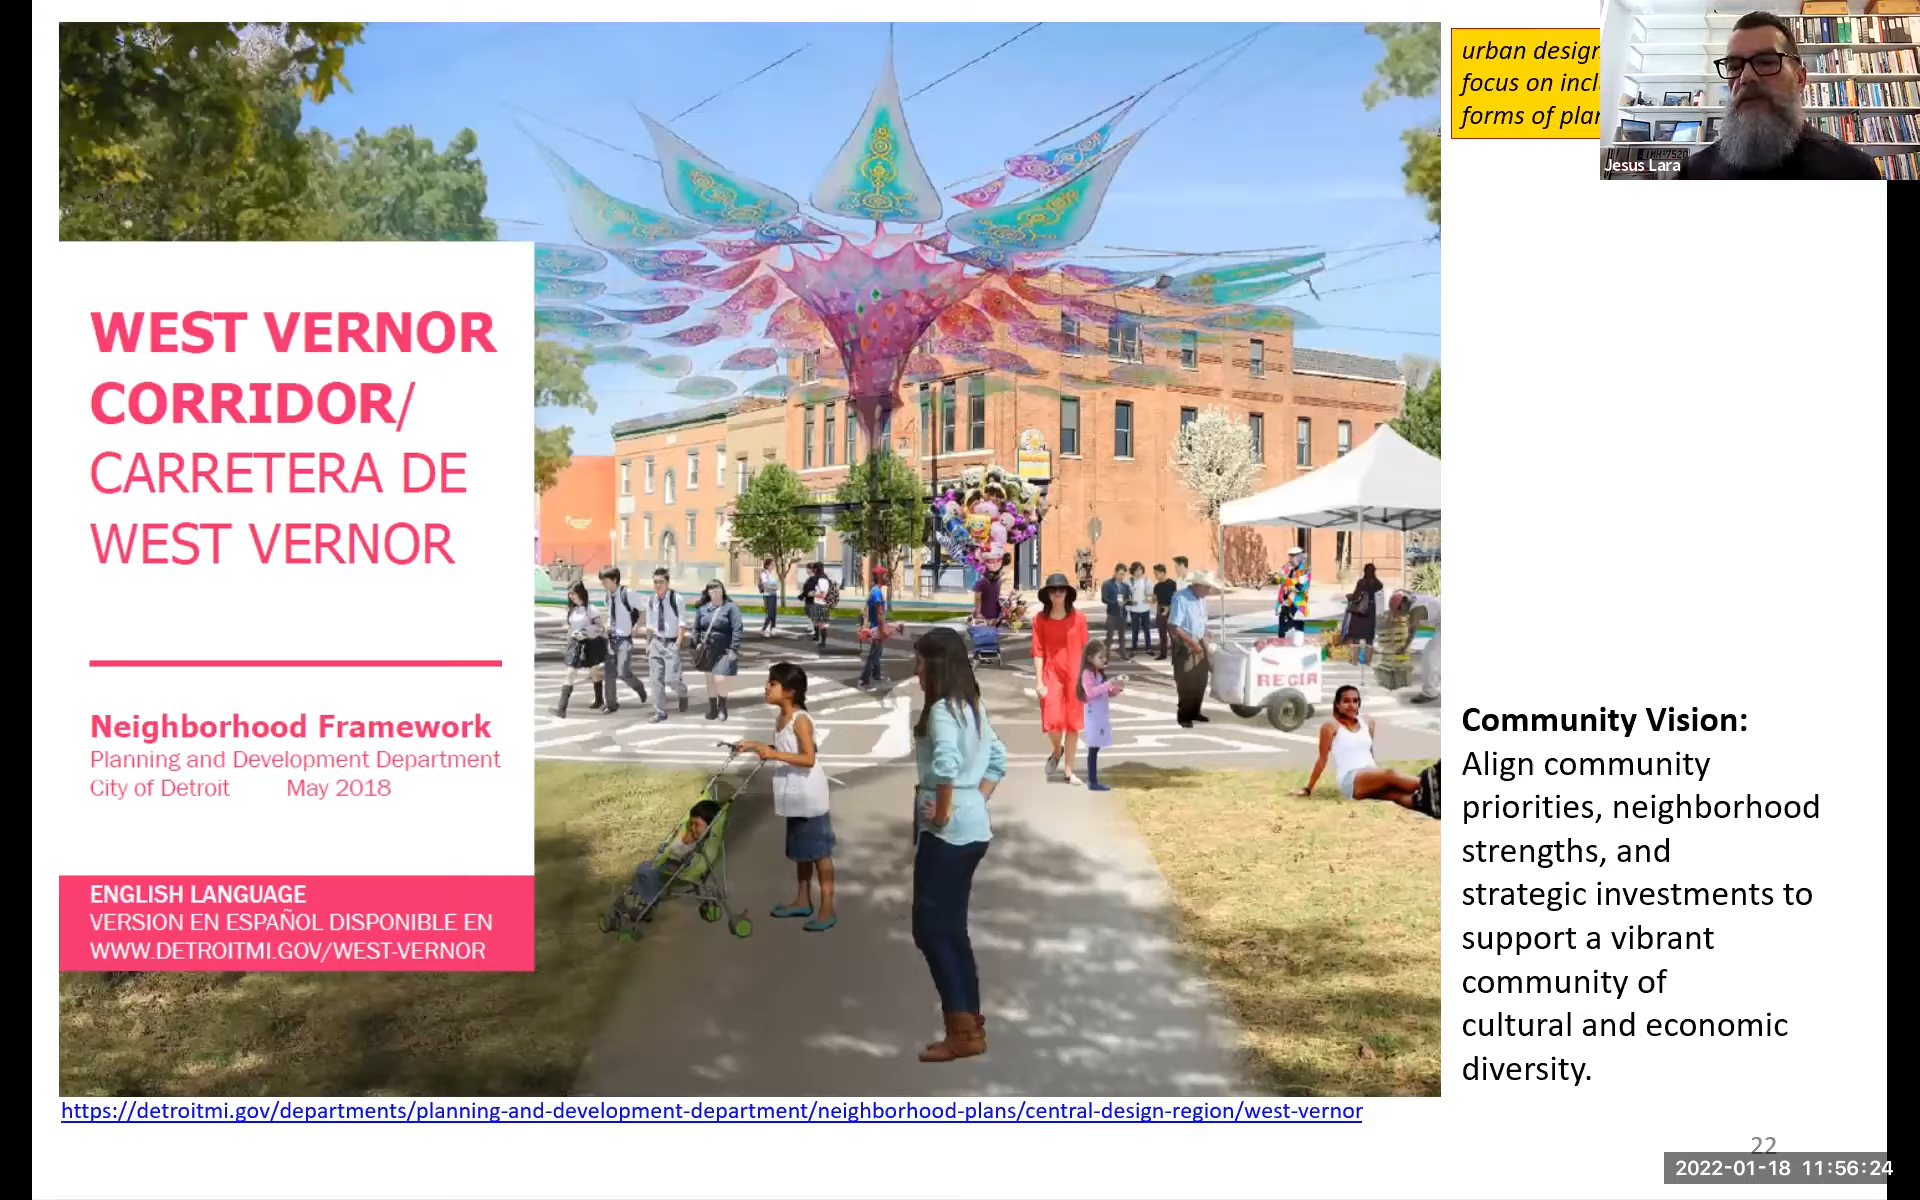 urban design
focus on incl
forms of plan
Jesus Lara
WEST VERNOR
CORRIDOR/
CARRETERA DE
WEST VERNOR
Neighborhood Framework
Planning and Development Department
City of Detroit May 2018
ENGLISH LANGUAGE
VERSION EN ESPAÑOL DISPONIBLE EN
WWW.DETROITMI.GOV/WEST-VERNOR
REGIA
Community Vision:
Align community
priorities, neighborhood
strengths, and
strategic investments to
support a vibrant
community of
cultural and economic
diversity.
https://detroitmi.gov/departments/planning-and-development-department/neighborhood-plans/central-design-region/west-vernor
22
2022-01-18 11:56:24